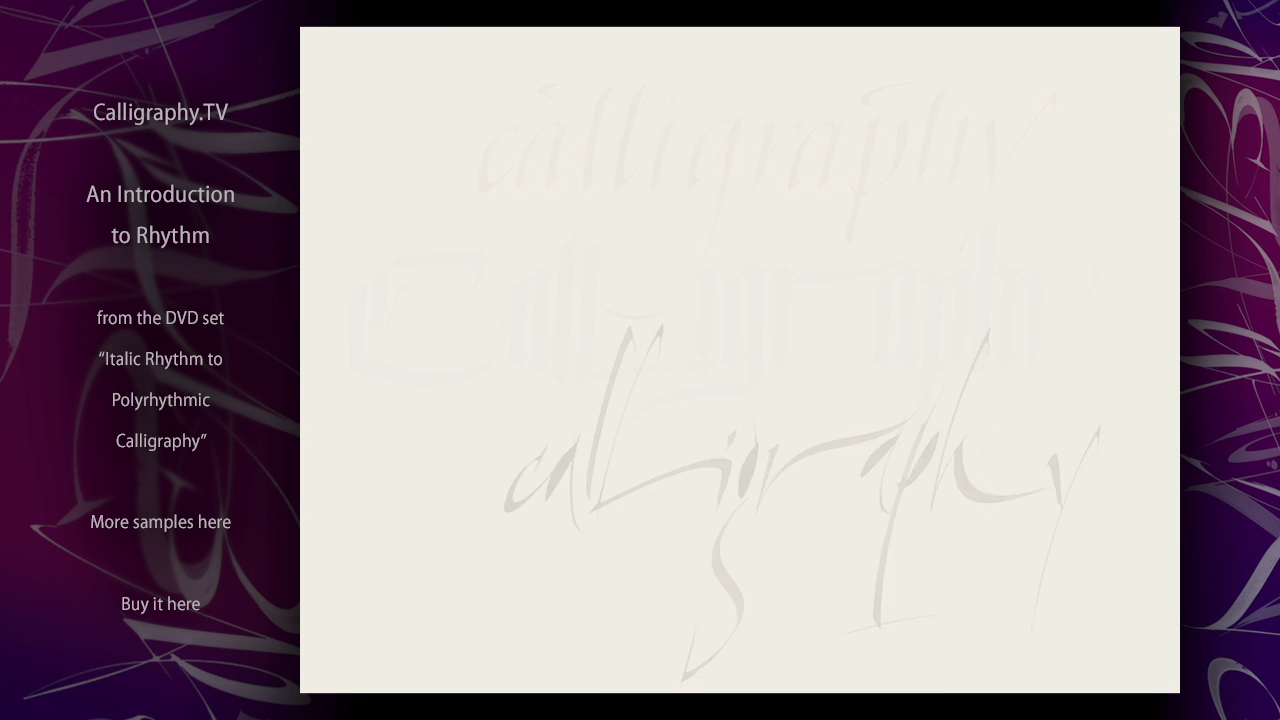 Calligraphy.TV
An Introduction
to Rhythm
from the DVD set
“Italic Rhythm to
Polyrhythmic
Calligraphy”
More samples here
Buy it here
calligraphy
Calligraphy
calligraphy